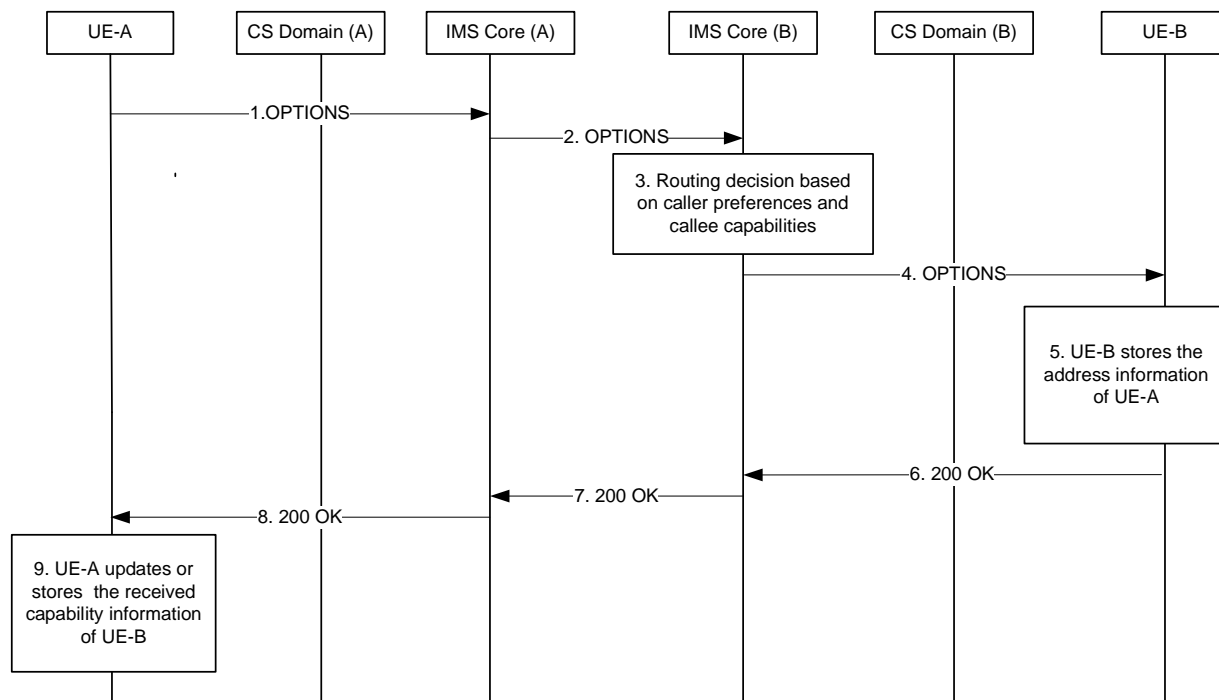 UE-A
CS Domain (A)
IMS Core (A)
IMS Core (B)
CS Domain (B)
UE-B
1.OPTIONS
2. OPTIONS
3. Routing decision based
on caller preferences and
callee capabilities
4. OPTIONS
5. UE-B stores the
address information
of UE-A
6. 200 OK
7. 200 OK
8. 200 OK
9. UE-A updates or
stores the received
capability information
of UE-B